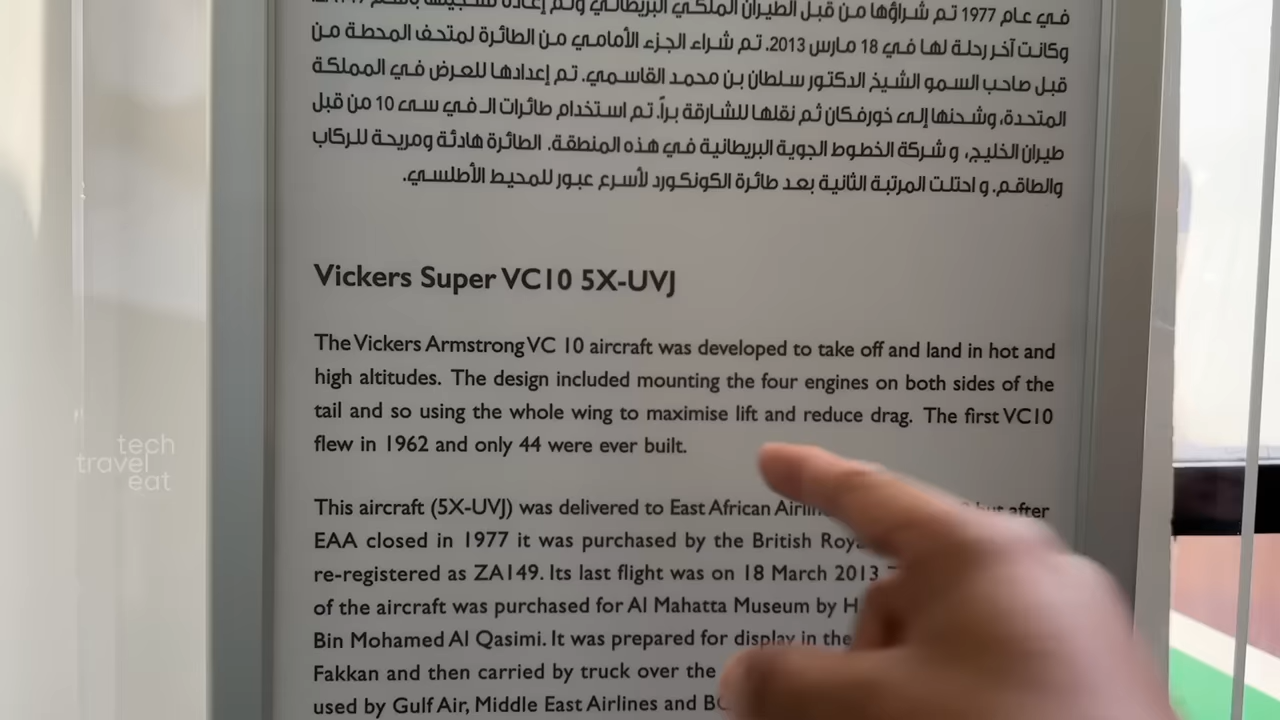 في عام 1977 تم شراؤها من قبل الطيران الملكي البريطاني وتم إعادة
وكانت آخر رحلة لها في 18 مارس 2013. تم شراء الجزء الأمامي من الطائرة لمتحف المحطة من
قبل صاحب السمو الشيخ الدكتور سلطان بن محمد القاسمي. تم إعدادها للعرض في المملكة
المتحدة، وشحنها إلى خورفكان ثم نقلها للشارقة براً. تم استخدام طائرات الـ في سي 10 من قبل
طيران الخليج، و شركة الخطوط الجوية البريطانية في هذه المنطقة. الطائرة هادئة ومريحة للركاب
والطاقم. و احتلت المرتبة الثانية بعد طائرة الكونكورد لأسرع عبور للمحيط الأطلسي.
Vickers Super VC10 5X-UVJ
The Vickers Armstrong VC 10 aircraft was developed to take off and land in hot and
high altitudes. The design included mounting the four engines on both sides of the
tail and so using the whole wing to maximise lift and reduce drag. The first VC10
flew in 1962 and only 44 were ever built.
This aircraft (5X-UVJ) was delivered to East African but after
EAA closed in 1977 it was purchased by the British
re-registered as ZA149. Its last flight was on 18 March 2013
of the aircraft was purchased for Al Mahatta Museum by
Bin Mohamed Al Qasimi. It was prepared for display in the
Fakkan and then carried by truck over the
used by Gulf Air, Middle East Airlines and
tech
travel
eat